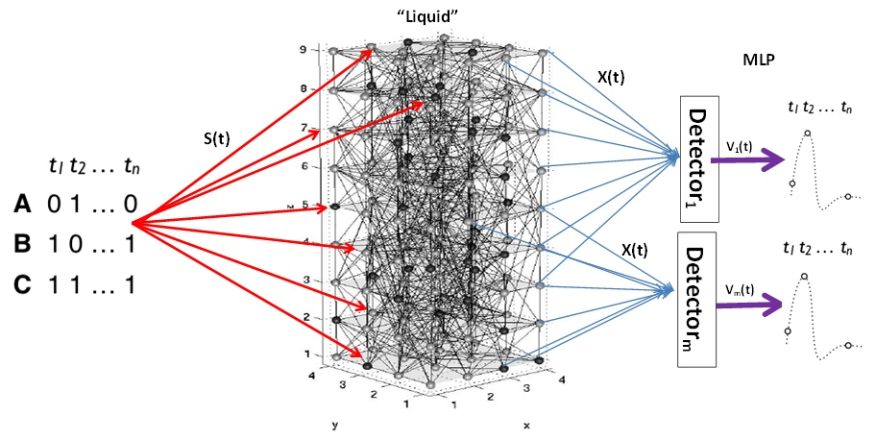 “Liquid”
MLP
S(t)
X(t)
t1 t2 ... tn
A 0 1 ... 0
B 1 0 ... 1
C 1 1 ... 1
9
8
7
6
5
4
3
2
1
z
4
3
2
1
y
1
2
3
4
x
Detector1
V1(t)
tI t2 ... tn
X(t)
Detectorm
Vm(t)
tI t2 ... tn